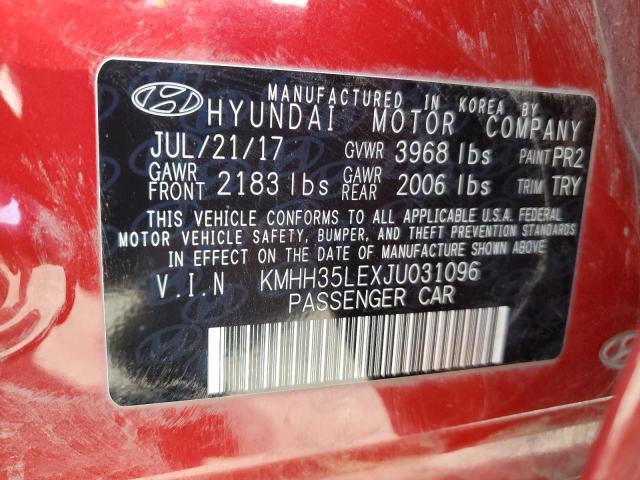 MANUFACTURED IN KOREA BY
HYUNDAI MOTOR COMPANY
JUL/21/17 GVWR 3968 lbs PAINT PR2
GAWR FRONT 2183 lbs GAWR REAR 2006 lbs TRIM TRY
THIS VEHICLE CONFORMS TO ALL APPLICABLE U.S.A. FEDERAL
MOTOR VEHICLE SAFETY, BUMPER, AND THEFT PREVENTION STANDARDS
IN EFFECT ON THE DATE OF MANUFACTURE SHOWN ABOVE.
V.I.N KMHH35LEXJU031096
PASSENGER CAR